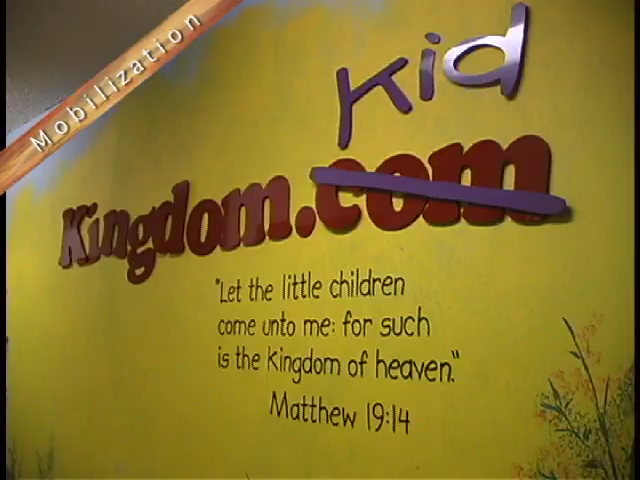 Mobilization
Kid
Kingdom.com
"Let the little children
come unto me: for such
is the kingdom of heaven."
Matthew 19:14